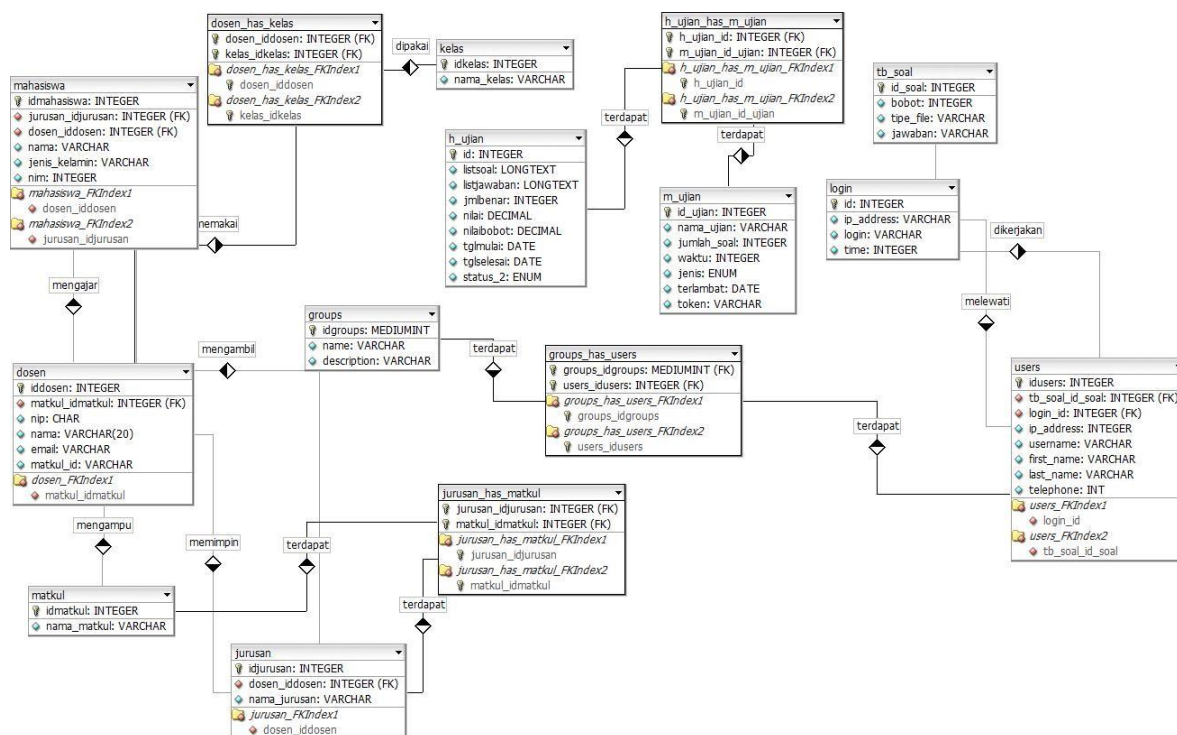 dosen_has_kelas
dosen_iddosen: INTEGER (FK)
kelas_idkelas: INTEGER (FK)
dosen_has_kelas_FKIndex1
dosen_iddosen
dosen_has_kelas_FKIndex2
kelas_idkelas
dipakai
kelas
idkelas: INTEGER
nama_kelas: VARCHAR
h_ujian_has_m_ujian
h_ujian_id: INTEGER (FK)
m_ujian_id_ujian: INTEGER (FK)
h_ujian_has_m_ujian_FKIndex1
h_ujian_id
h_ujian_has_m_ujian_FKIndex2
m_ujian_id_ujian
tb_soal
id_soal: INTEGER
bobot: INTEGER
tipe_file: VARCHAR
jawaban: VARCHAR
mahasiswa
idmahasiswa: INTEGER
jurusan_idjurusan: INTEGER (FK)
dosen_iddosen: INTEGER (FK)
nama: VARCHAR
jenis_kelamin: VARCHAR
nim: INTEGER
mahasiswa_FKIndex1
dosen_iddosen
mahasiswa_FKIndex2
jurusan_idjurusan
memakai
terdapat
terdapat
h_ujian
id: INTEGER
listsoal: LONGTEXT
listjawaban: LONGTEXT
jmlbenar: INTEGER
nilai: DECIMAL
nilaibobot: DECIMAL
tglmulai: DATE
tglselesai: DATE
status_2: ENUM
m_ujian
id_ujian: INTEGER
nama_ujian: VARCHAR
jumlah_soal: INTEGER
waktu: INTEGER
jenis: ENUM
terlambat: DATE
token: VARCHAR
login
id: INTEGER
ip_address: VARCHAR
login: VARCHAR
time: INTEGER
dikerjakan
melewati
mengajar
groups
idgroups: MEDIUMINT
name: VARCHAR
description: VARCHAR
mengambil
terdapat
groups_has_users
groups_idgroups: MEDIUMINT (FK)
users_idusers: INTEGER (FK)
groups_has_users_FKIndex1
groups_idgroups
groups_has_users_FKIndex2
users_idusers
terdapat
users
idusers: INTEGER
tb_soal_id_soal: INTEGER (FK)
login_id: INTEGER (FK)
ip_address: INTEGER
username: VARCHAR
first_name: VARCHAR
last_name: VARCHAR
telephone: INT
users_FKIndex1
login_id
users_FKIndex2
tb_soal_id_soal
dosen
iddosen: INTEGER
matkul_idmatkul: INTEGER (FK)
nip: CHAR
nama: VARCHAR(20)
email: VARCHAR
matkul_id: VARCHAR
dosen_FKIndex1
matkul_idmatkul
mengampu
memimpin
terdapat
jurusan_has_matkul
jurusan_idjurusan: INTEGER (FK)
matkul_idmatkul: INTEGER (FK)
jurusan_has_matkul_FKIndex1
jurusan_idjurusan
jurusan_has_matkul_FKIndex2
matkul_idmatkul
terdapat
matkul
idmatkul: INTEGER
nama_matkul: VARCHAR
jurusan
idjurusan: INTEGER
dosen_iddosen: INTEGER (FK)
nama_jurusan: VARCHAR
jurusan_FKIndex1
dosen_iddosen